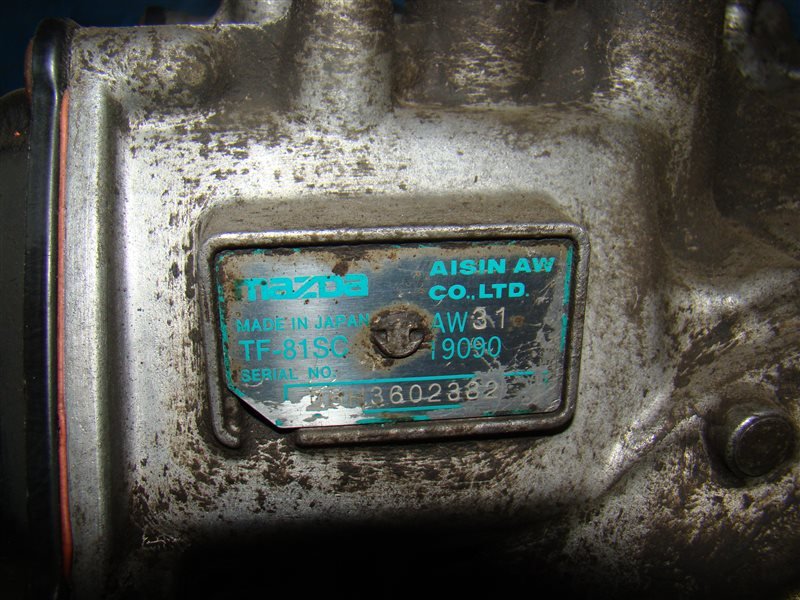 mazda
AISIN AW
CO.,LTD.
MADE IN JAPAN
AW31
TF-81SC
19090
SERIAL NO.
3602382